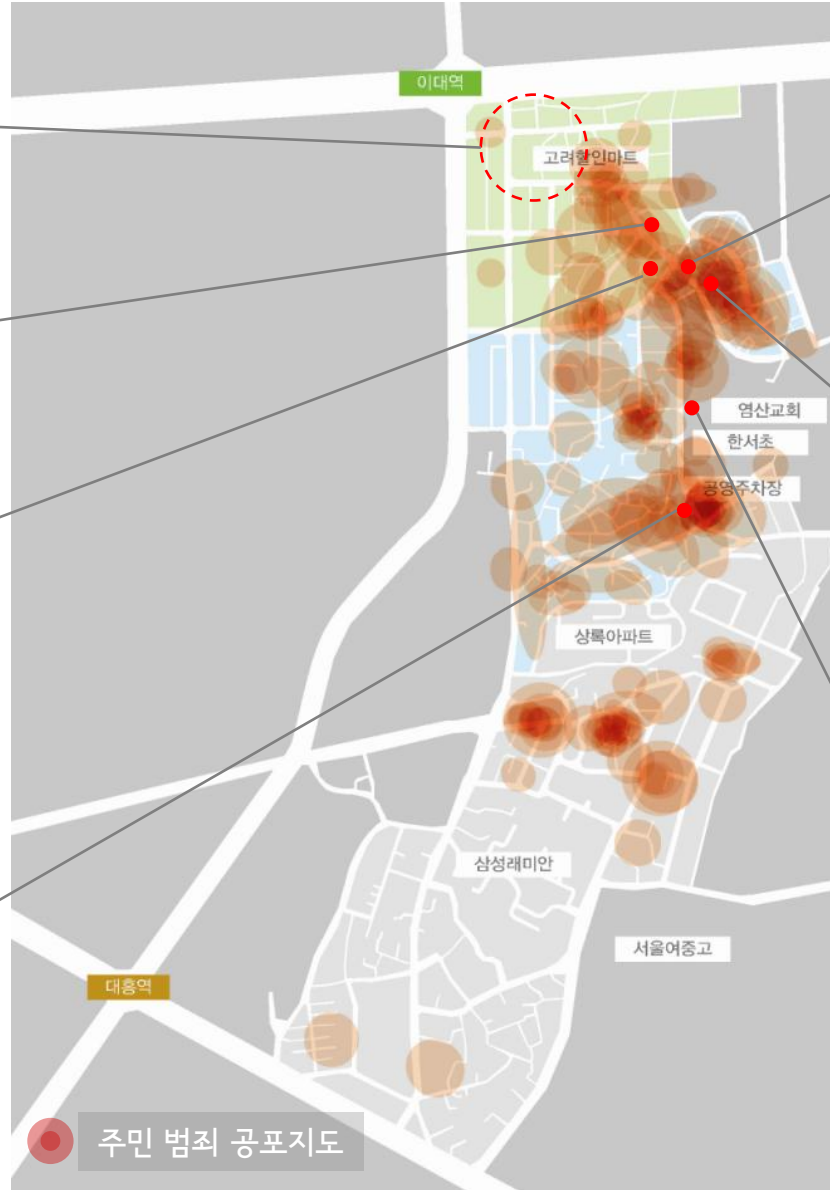 이대역
고려할인마트
염산교회
한서초
공영주차장
상록아파트
삼성래미안
서울여중고
대흥역
주민 범죄 공포지도